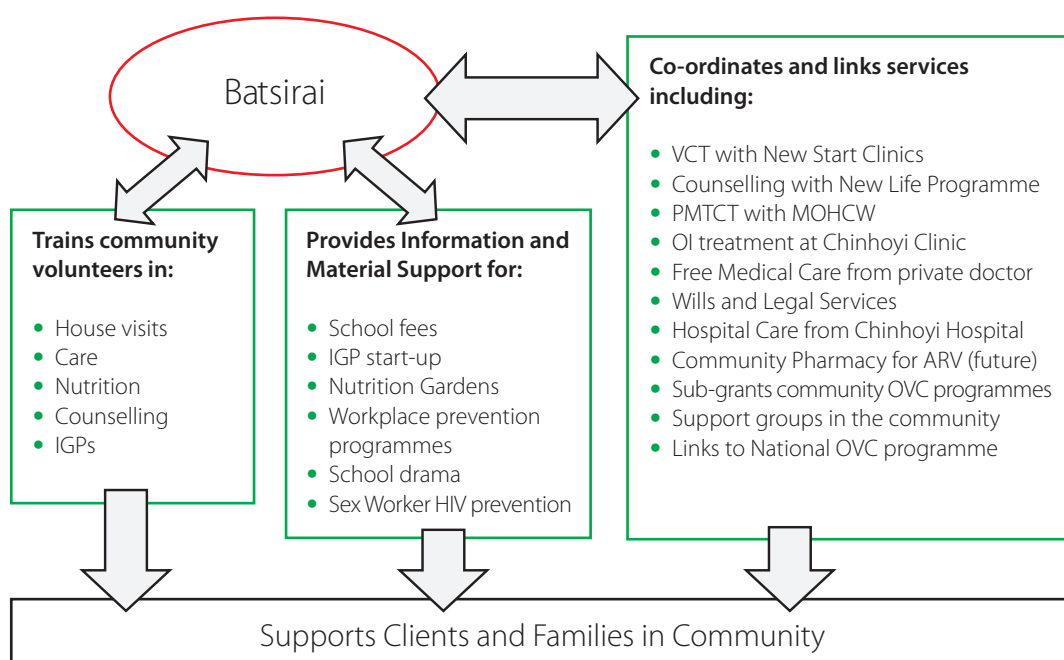 Batsirai
Co-ordinates and links services
including:
• VCT with New Start Clinics
• Counselling with New Life Programme
• PMTCT with MOHCW
• OI treatment at Chinhoyi Clinic
• Free Medical Care from private doctor
• Wills and Legal Services
• Hospital Care from Chinhoyi Hospital
• Community Pharmacy for ARV (future)
• Sub-grants community OVC programmes
• Support groups in the community
• Links to National OVC programme
Trains community
volunteers in:
• House visits
• Care
• Nutrition
• Counselling
• IGPs
Provides Information and
Material Support for:
• School fees
• IGP start-up
• Nutrition Gardens
• Workplace prevention
programmes
• School drama
• Sex Worker HIV prevention
Supports Clients and Families in Community